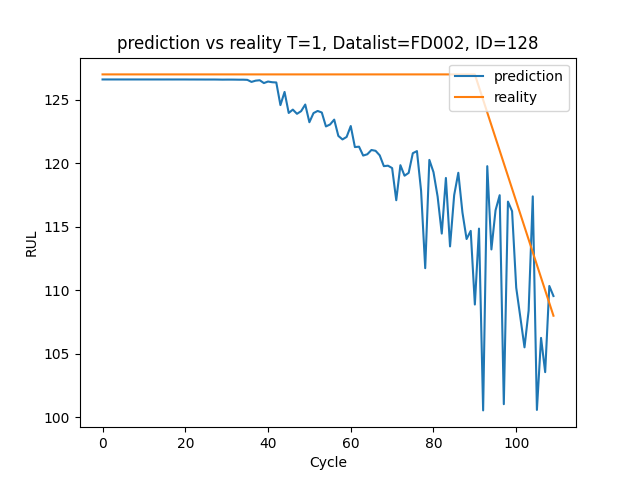 prediction vs reality T=1, Datalist=FD002, ID=128
prediction
reality
RUL
125
120
115
110
105
100
0 20 40 60 80 100
Cycle